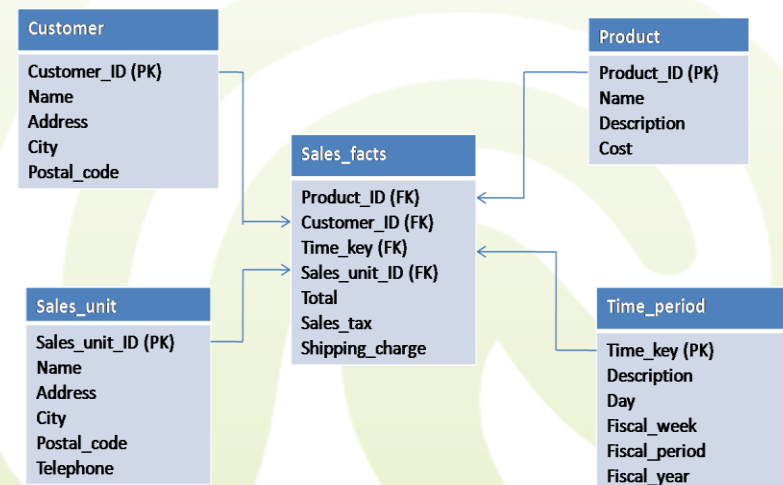 Customer
Customer_ID (PK)
Name
Address
City
Postal_code
Product
Product_ID (PK)
Name
Description
Cost
Sales_facts
Product_ID (FK)
Customer_ID (FK)
Time_key (FK)
Sales_unit_ID (FK)
Total
Sales_tax
Shipping_charge
Sales_unit
Sales_unit_ID (PK)
Name
Address
City
Postal_code
Telephone
Time_period
Time_key (PK)
Description
Day
Fiscal_week
Fiscal_period
Fiscal_year